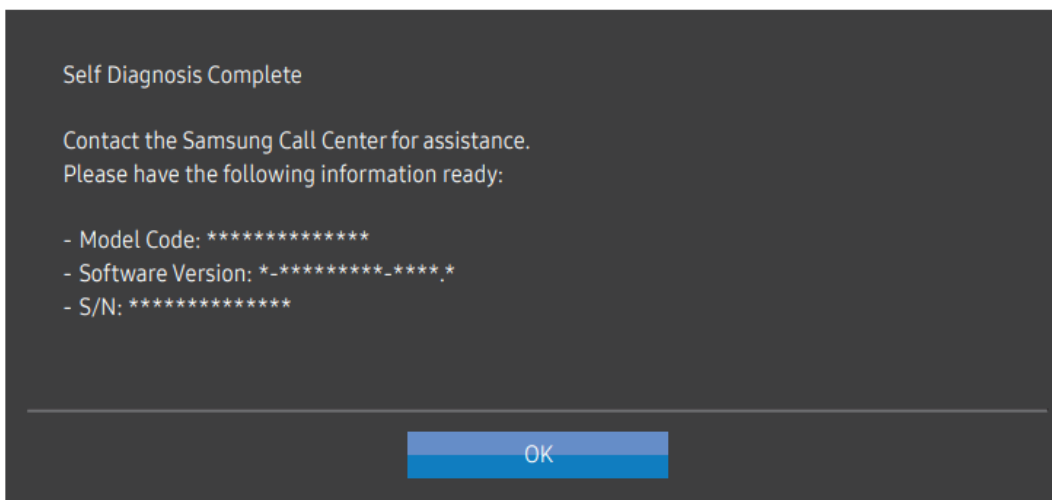 Self Diagnosis Complete
Contact the Samsung Call Center for assistance.
Please have the following information ready:
- Model Code: **************
- Software Version: *-*********-****.*
- S/N: **************
OK